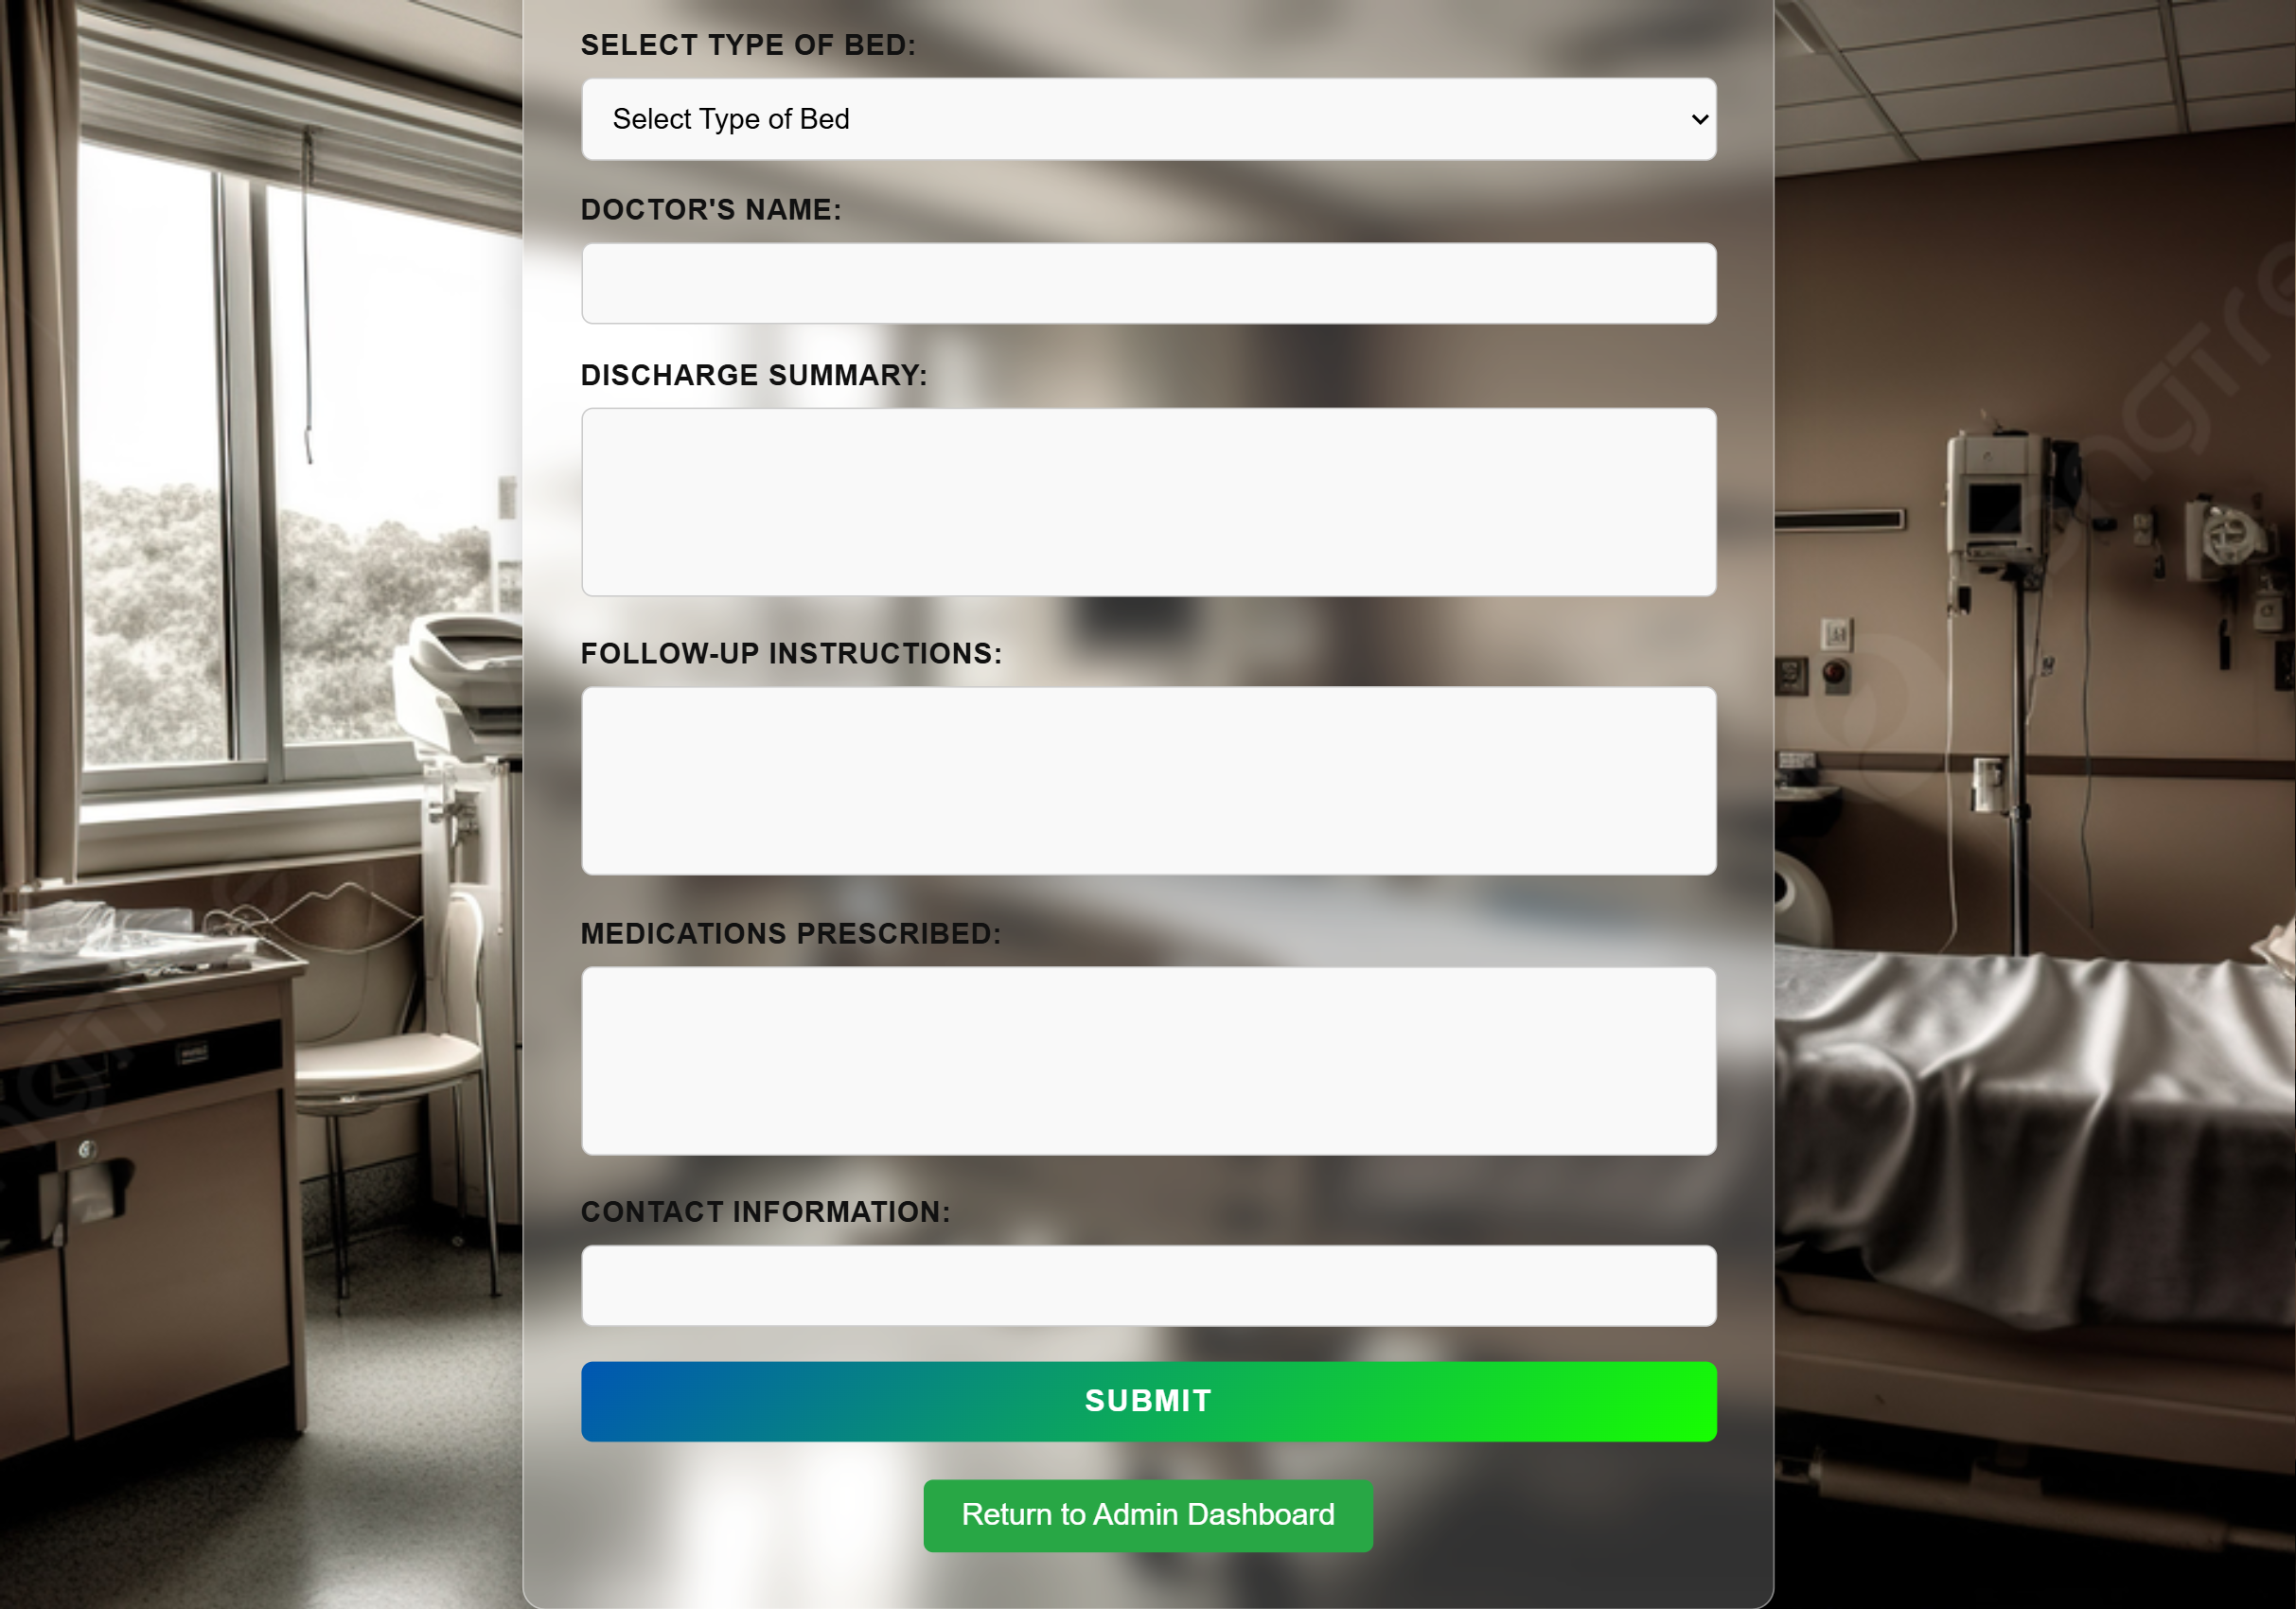 SELECT TYPE OF BED:
Select Type of Bed
DOCTOR'S NAME:
DISCHARGE SUMMARY:
FOLLOW-UP INSTRUCTIONS:
MEDICATIONS PRESCRIBED:
CONTACT INFORMATION:
SUBMIT
Return to Admin Dashboard